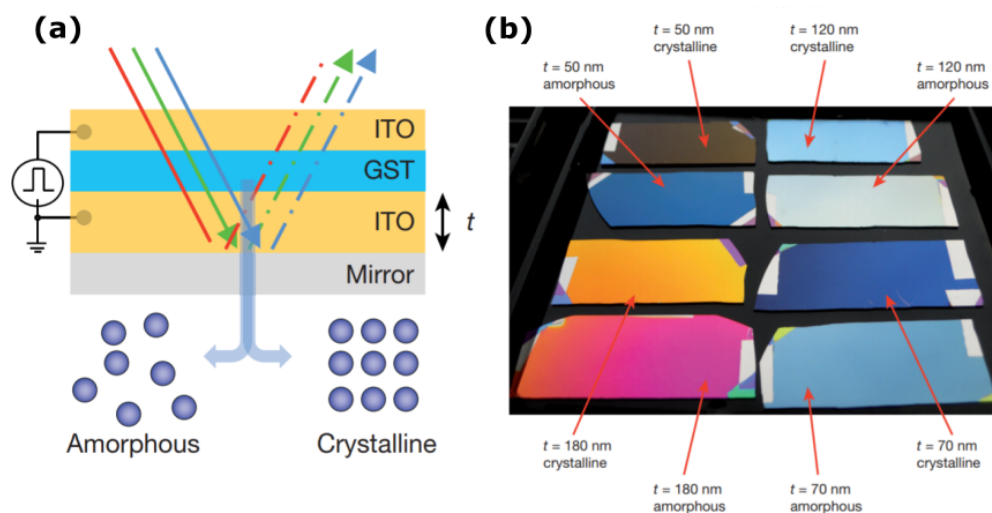 (a)
ITO
GST
ITO
t
Mirror
Amorphous
Crystalline
(b)
t = 50 nm
crystalline
t = 120 nm
crystalline
t = 50 nm
amorphous
t = 120 nm
amorphous
t = 180 nm
crystalline
t = 70 nm
crystalline
t = 180 nm
amorphous
t = 70 nm
amorphous